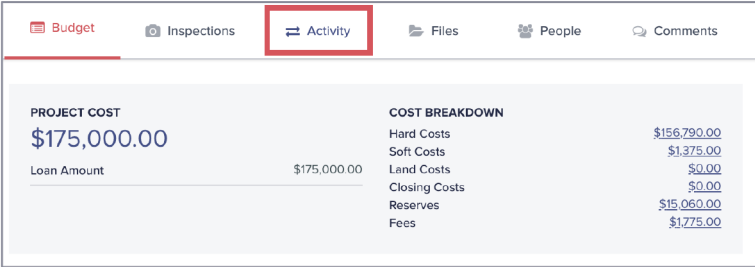 Budget Inspections Activity Files People Comments
PROJECT COST
$175,000.00
Loan Amount $175,000.00
COST BREAKDOWN
Hard Costs $156,790.00
Soft Costs $1,375.00
Land Costs $0.00
Closing Costs $0.00
Reserves $15,060.00
Fees $1,775.00